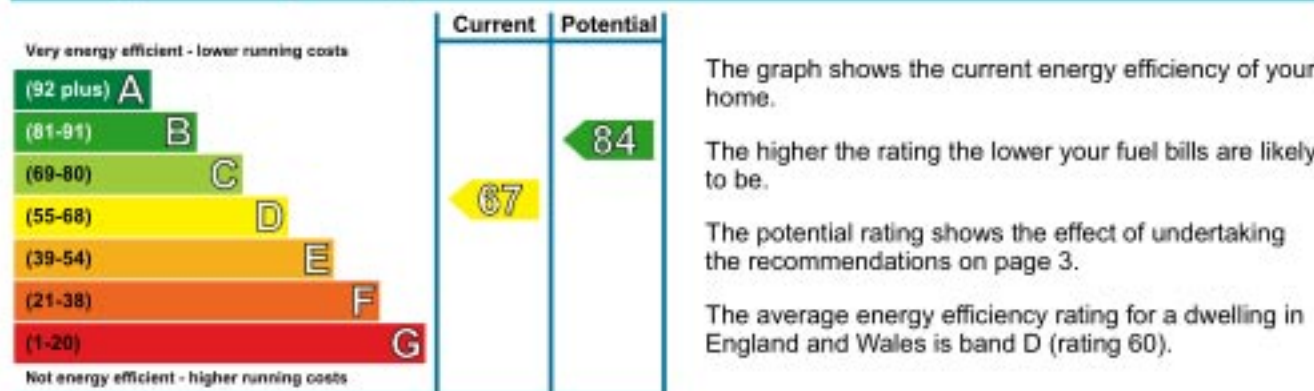 Current Potential
Very energy efficient - lower running costs
(92 plus) A
(81-91) B
(69-80) C
(55-68) D
(39-54) E
(21-38) F
(1-20) G
Not energy efficient - higher running costs
84
67
The graph shows the current energy efficiency of your
home.
The higher the rating the lower your fuel bills are likely
to be.
The potential rating shows the effect of undertaking
the recommendations on page 3.
The average energy efficiency rating for a dwelling in
England and Wales is band D (rating 60).